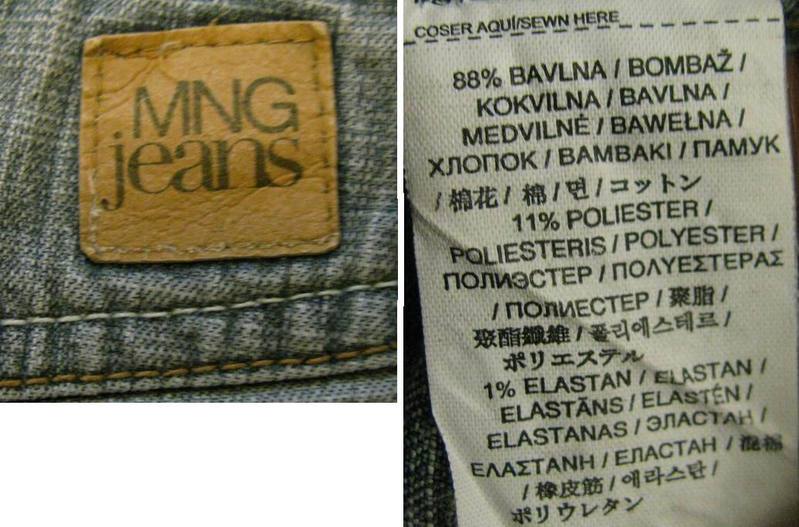 MNG
jeans
COSER AQUÍ/SEWN HERE
88% BAVLNA / BOMBAŽ /
KOKVILNA / BAVLNA /
MEDVILNĖ / BAWEŁNA /
ХЛОПОК / BAMBAKI / ПАМУК
/ 棉花 / 棉 / 면 / コットン
11% POLIESTER /
POLIESTERIS / POLYESTER /
ПОЛИЭСТЕР / ΠΟΛΥΕΣΤΕΡΑΣ
/ ПОЛИЕСТЕР / 聚脂 /
聚酯纖維 / 폴리에스테르 /
ポリエステル
1% ELASTAN / ELASTAN /
ELASTĀNS / ELASTÉN /
ELASTANAS / ЭЛАСТАН /
ΕΛΑΣΤΑΝΗ / ЕЛАСТАН /
/ 橡皮筋 / 에라스탄 /
ポリウレタン